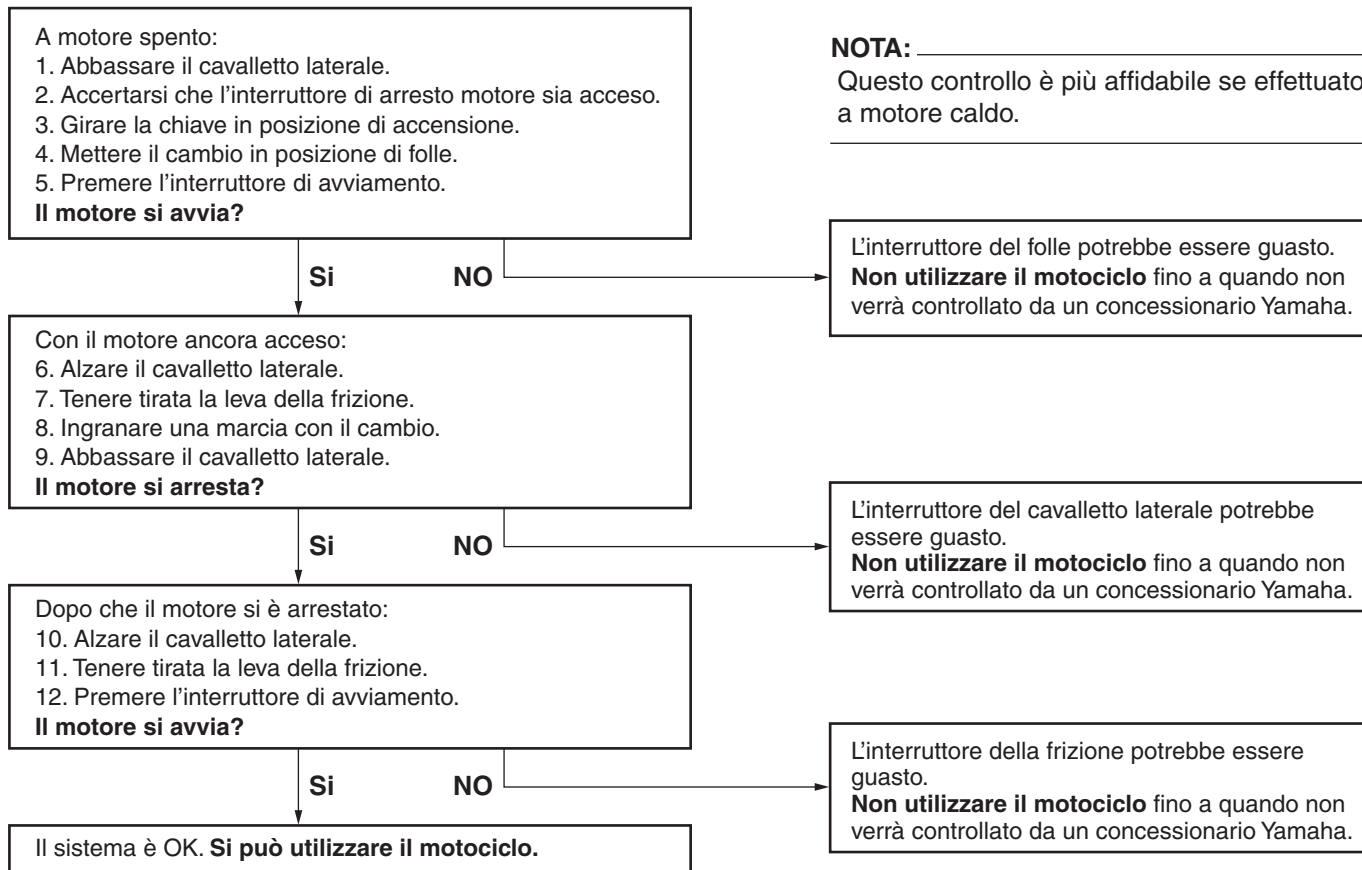 A motore spento:
1. Abbassare il cavalletto laterale.
2. Accertarsi che l'interruttore di arresto motore sia acceso.
3. Girare la chiave in posizione di accensione.
4. Mettere il cambio in posizione di folle.
5. Premere l'interruttore di avviamento.
Il motore si avvia?
NOTA:
Questo controllo è più affidabile se effettuato
a motore caldo.
Si NO
L'interruttore del folle potrebbe essere guasto.
Non utilizzare il motociclo fino a quando non
verrà controllato da un concessionario Yamaha.
Con il motore ancora acceso:
6. Alzare il cavalletto laterale.
7. Tenere tirata la leva della frizione.
8. Ingranare una marcia con il cambio.
9. Abbassare il cavalletto laterale.
Il motore si arresta?
Si NO
L'interruttore del cavalletto laterale potrebbe
essere guasto.
Non utilizzare il motociclo fino a quando non
verrà controllato da un concessionario Yamaha.
Dopo che il motore si è arrestato:
10. Alzare il cavalletto laterale.
11. Tenere tirata la leva della frizione.
12. Premere l'interruttore di avviamento.
Il motore si avvia?
Si NO
L'interruttore della frizione potrebbe essere
guasto.
Non utilizzare il motociclo fino a quando non
verrà controllato da un concessionario Yamaha.
Il sistema è OK. Si può utilizzare il motociclo.